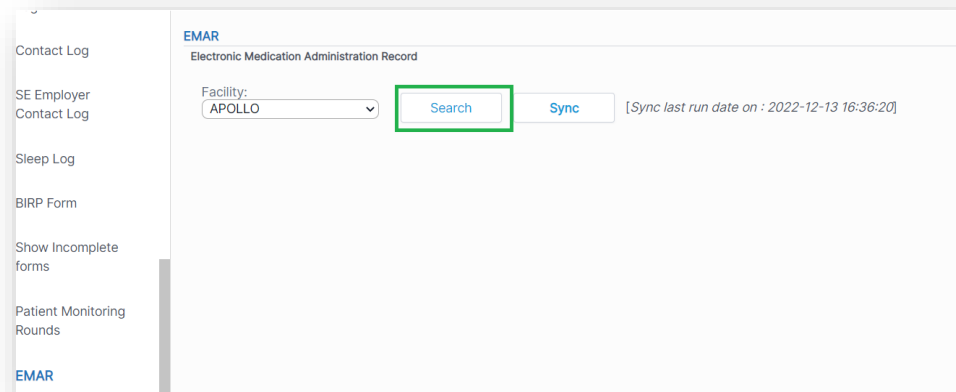 Contact Log
SE Employer
Contact Log
Sleep Log
BIRP Form
Show Incomplete
forms
Patient Monitoring
Rounds
EMAR
EMAR
Electronic Medication Administration Record
Facility:
APOLLO
Search
Sync
[Sync last run date on : 2022-12-13 16:36:20]